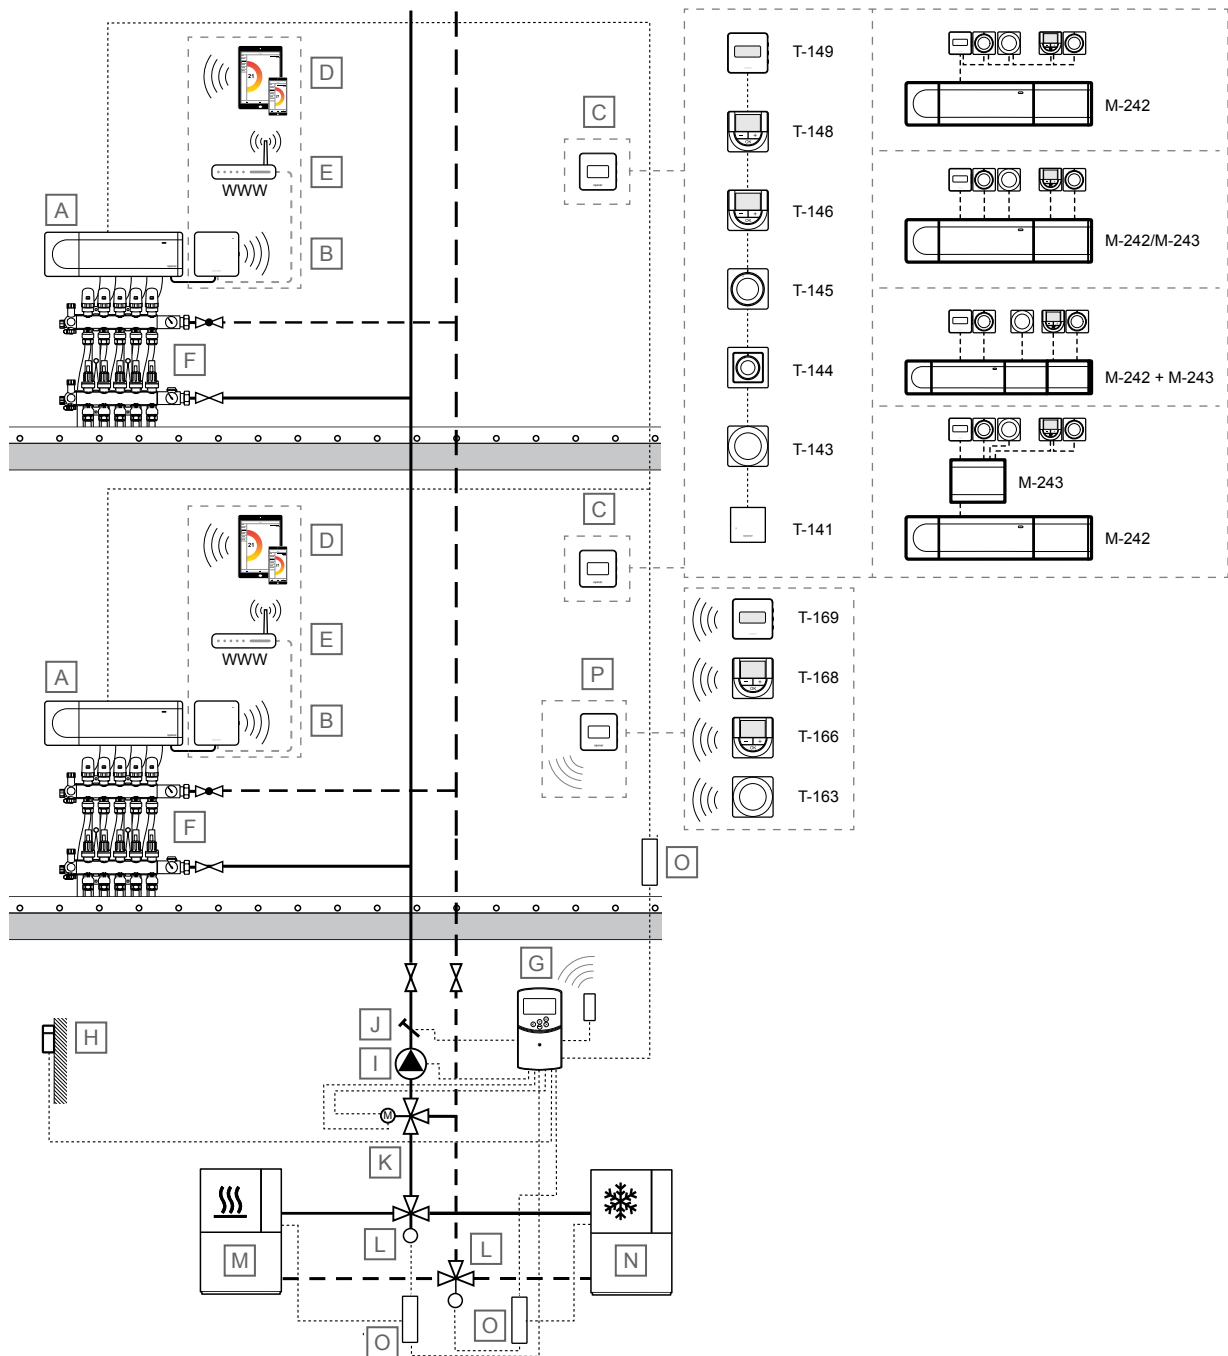 D
E
WWW
A
B
F
C
T-149
T-148
T-146
T-145
T-144
T-143
T-141
M-242
M-242/M-243
M-242 + M-243
M-243
M-242
D
E
WWW
A
B
F
C
P
T-169
T-168
T-166
T-163
O
G
H
J
I
M
K
L
L
M
N
O
O
21
21